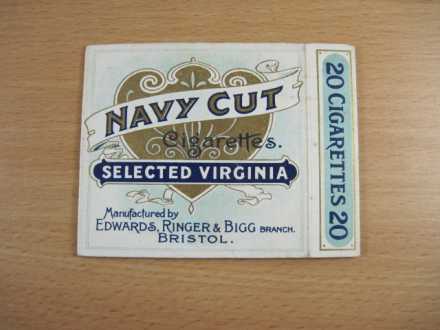 NAVY CUT
Cigarettes.
SELECTED VIRGINIA
Manufactured by
EDWARDS, RINGER & BIGG BRANCH.
BRISTOL.
20 CIGARETTES 20